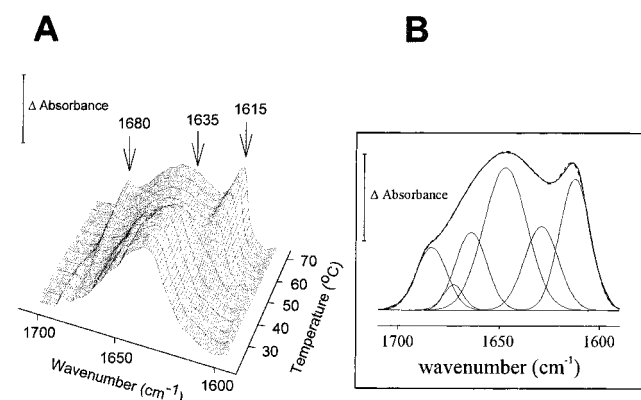 A
Δ Absorbance
1680
1635
1615
1700
1650
1600
Wavenumber (cm⁻¹)
30
40
50
60
70
Temperature (ºC)
B
Δ Absorbance
1700
1650
1600
wavenumber (cm⁻¹)